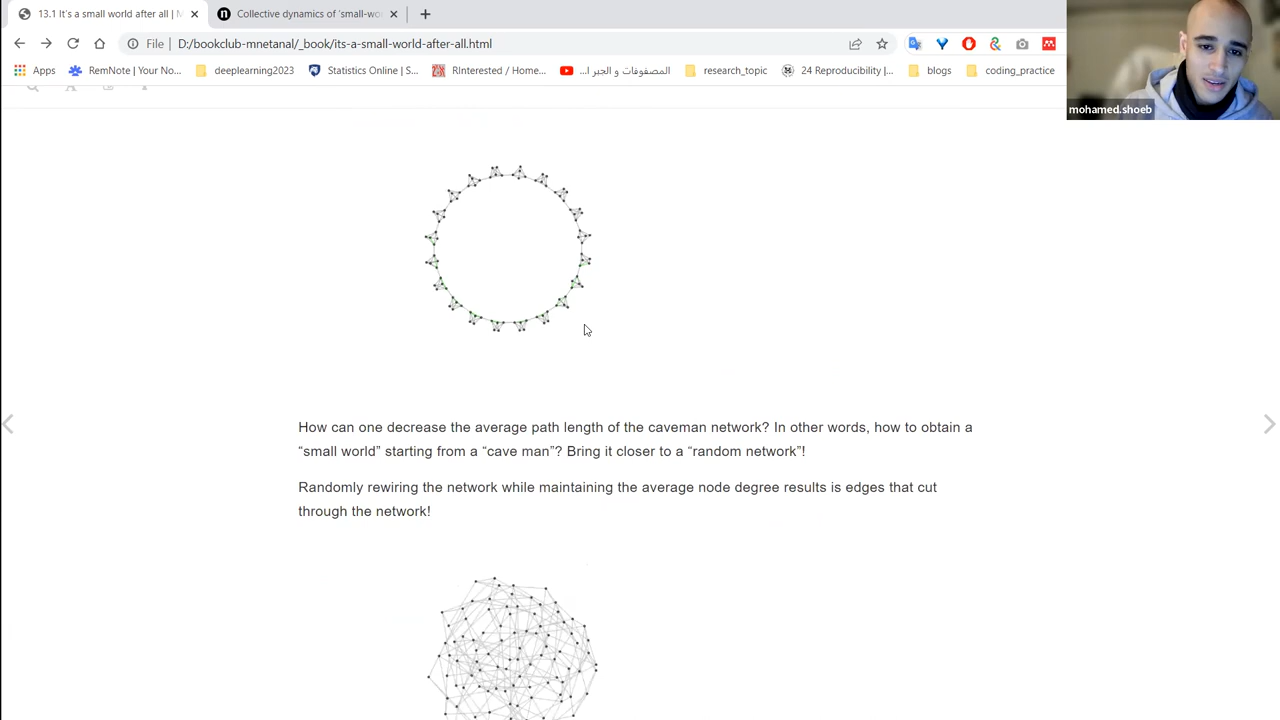 13.1 It's a small world after all | M
Collective dynamics of 'small-wo
File | D:/bookclub-mnetanal/_book/its-a-small-world-after-all.html
Apps
RemNote | Your No...
deeplearning2023
Statistics Online | S...
RInterested / Home...
المصفوفات و الجبر ا...
research_topic
24 Reproducibility |...
blogs
coding_practice
mohamed.shoeb
How can one decrease the average path length of the caveman network? In other words, how to obtain a
“small world” starting from a “cave man”? Bring it closer to a “random network”!
Randomly rewiring the network while maintaining the average node degree results is edges that cut
through the network!